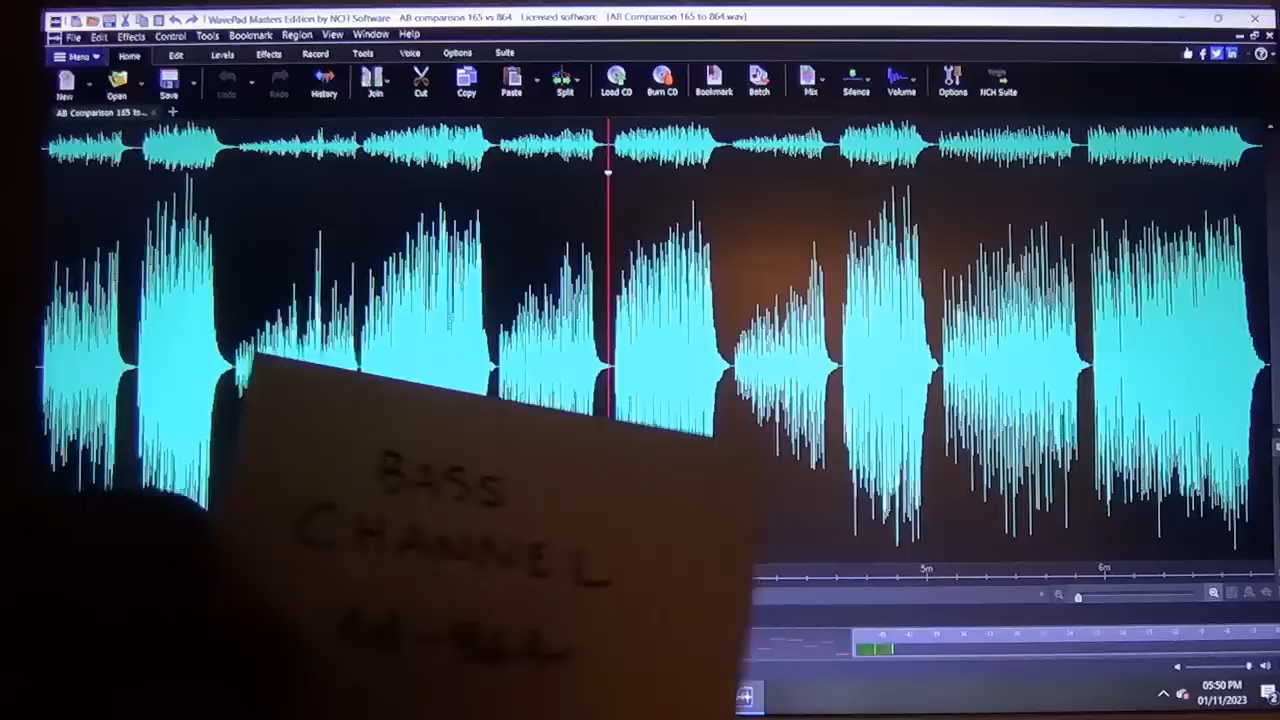 WavePad Masters Edition by NCH Software AB comparison 165 vs 864 Licensed software [AB Comparison 165 to 864.wav]
File Edit Effects Control Tools Bookmark Region View Window Help
Menu Home Edit Levels Effects Record Tools Voice Options Suite
New Open Save Undo Redo History Join Cut Copy Paste Split Load CD Burn CD Bookmark Batch Mix Silence Volume Options NCH Suite
AB Comparison 165 to...
BASS
CHANNEL
5m 6m
05:50 PM
01/11/2023